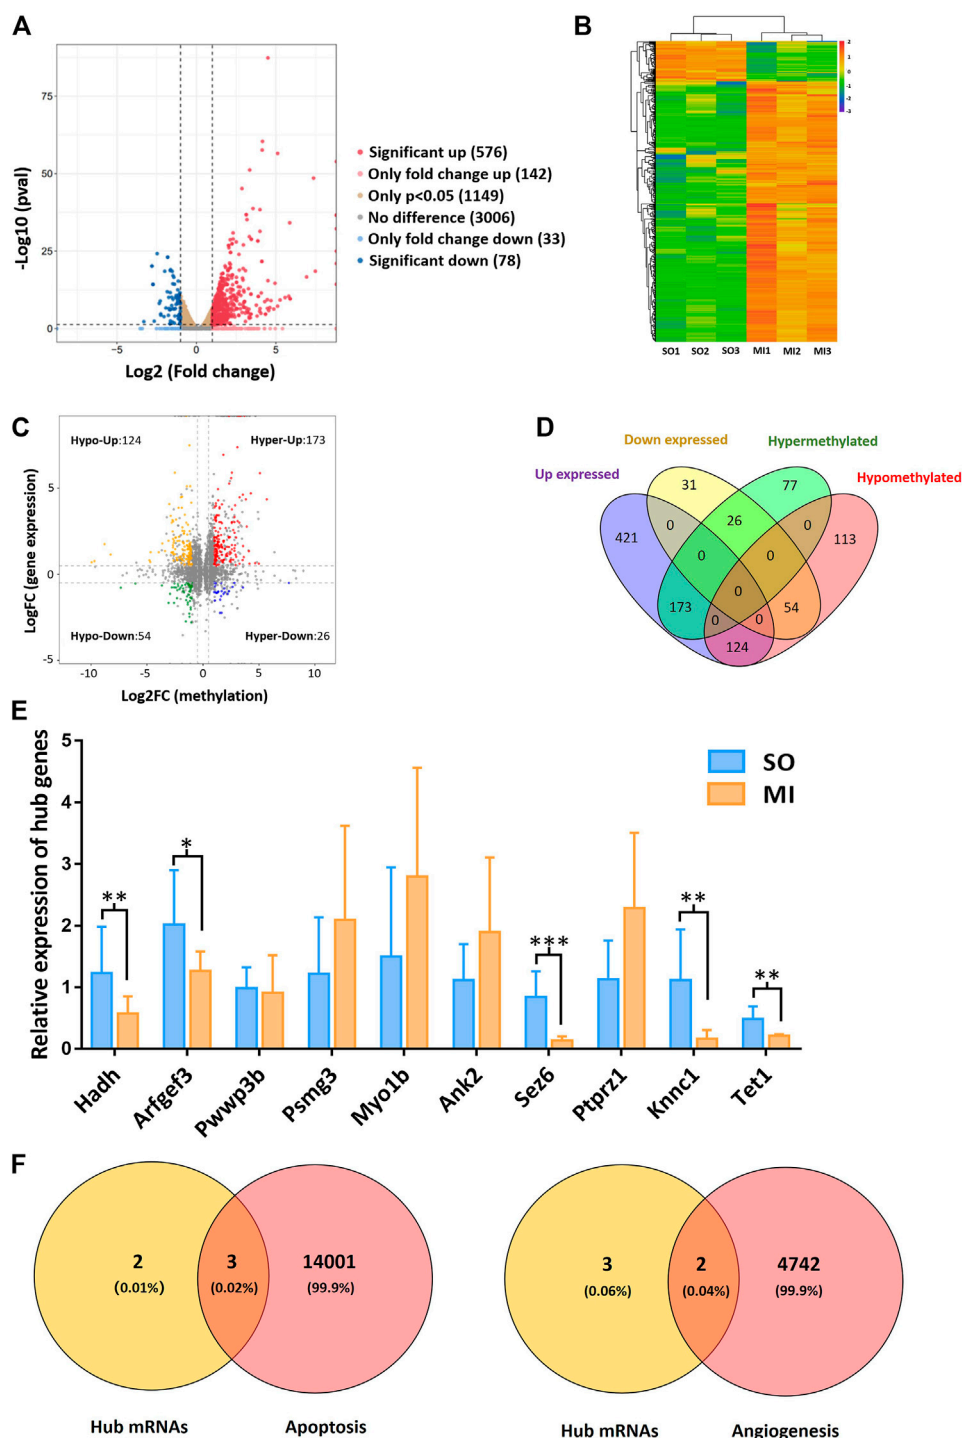 A
-Log10 (pval)
75
50
25
0
-5
0
5
Log2 (Fold change)
Significant up (576)
Only fold change up (142)
Only p<0.05 (1149)
No difference (3006)
Only fold change down (33)
Significant down (78)
B
2
1
0
-1
-2
-3
SO1 SO2 SO3 MI1 MI2 MI3
C
Hypo-Up:124
Hyper-Up:173
LogFC (gene expression)
5
0
-5
Hypo-Down:54
Hyper-Down:26
-10 -5 0 5 10
Log2FC (methylation)
D
Down expressed
Hypermethylated
Up expressed
Hypomethylated
31
77
421
0
26
0
113
0
0
0
173
0
0
54
124
E
Relative expression of hub genes
5
4
3
2
1
0
SO
MI
**
*
***
**
**
Hadh
Arfgef3
Pwwp3b
Psmg3
Myo1b
Ank2
Sez6
Ptprz1
Knnc1
Tet1
F
2
(0.01%)
3
(0.02%)
14001
(99.9%)
Hub mRNAs
Apoptosis
3
(0.06%)
2
(0.04%)
4742
(99.9%)
Hub mRNAs
Angiogenesis